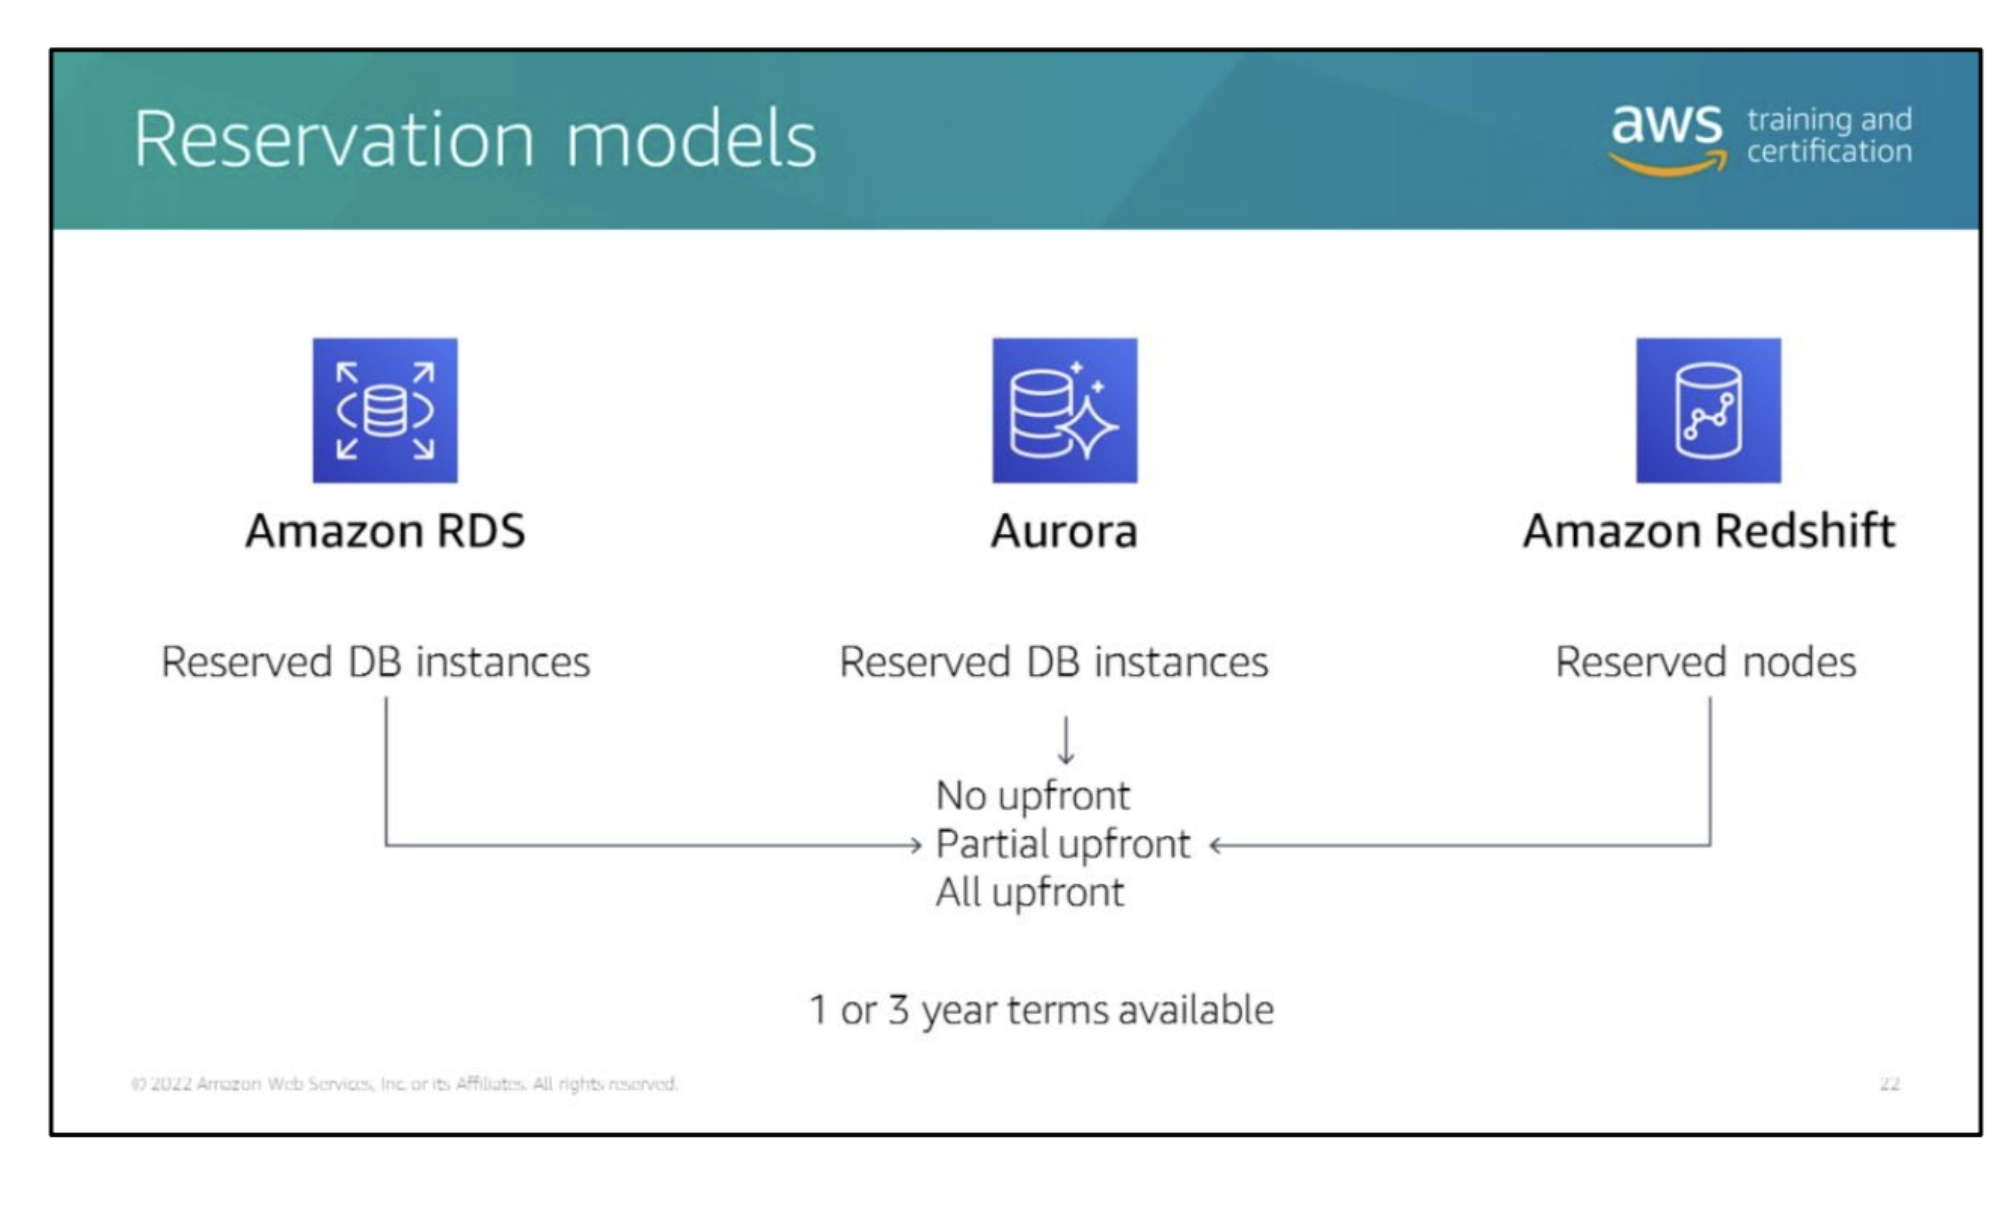 Reservation models
aws training and
certification
Amazon RDS
Aurora
Amazon Redshift
Reserved DB instances
Reserved DB instances
Reserved nodes
No upfront
Partial upfront
All upfront
1 or 3 year terms available
© 2022 Amazon Web Services, Inc. or its Affiliates. All rights reserved.
22